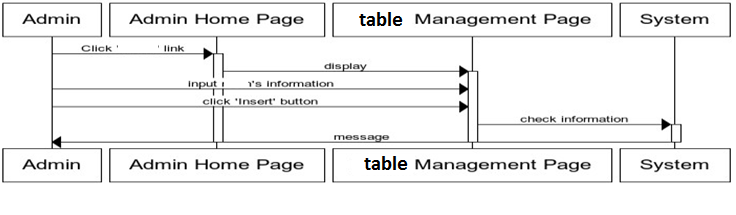 Admin
Admin Home Page
table Management Page
System
Click ' ' link
display
Input 's information
click 'Insert' button
check information
message
Admin
Admin Home Page
table Management Page
System